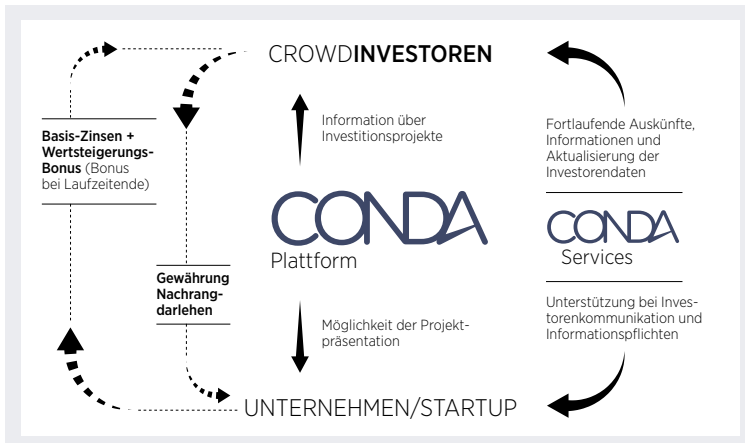 CROWDINVESTOREN
Basis-Zinsen +
Wertsteigerungs-
Bonus (Bonus
bei Laufzeitende)
Information über
Investitionsprojekte
Fortlaufende Auskünfte,
Informationen und
Aktualisierung der
Investorendaten
CONDA
Plattform
CONDA
Services
Gewährung
Nachrang-
darlehen
Möglichkeit der Projekt-
präsentation
Unterstützung bei Inves-
torenkommunikation und
Informationspflichten
UNTERNEHMEN/STARTUP